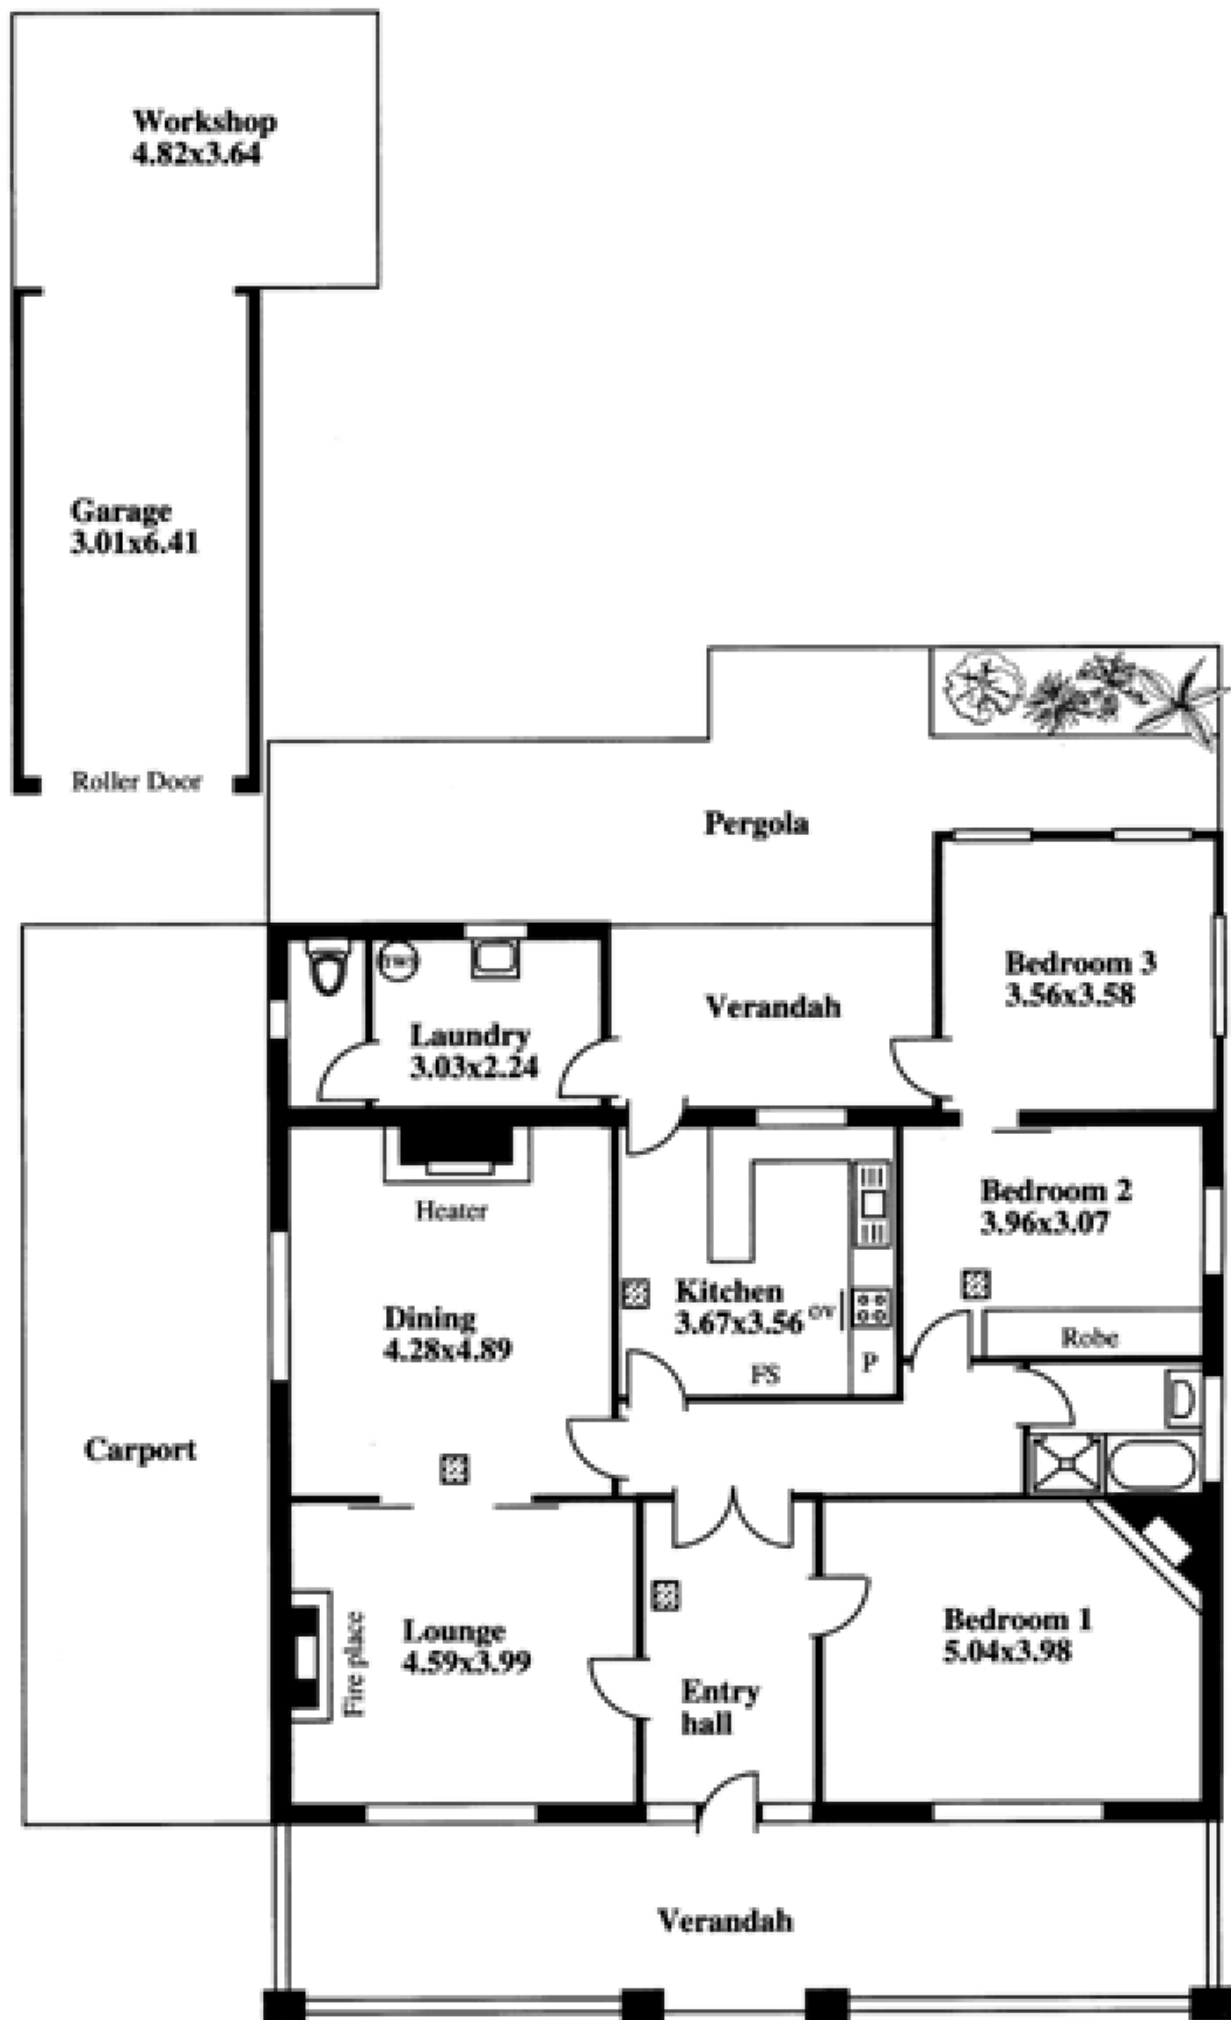 Workshop
4.82x3.64
Garage
3.01x6.41
Roller Door
Pergola
Bedroom 3
3.56x3.58
Verandah
Laundry
3.03x2.24
Heater
Bedroom 2
3.96x3.07
Kitchen
3.67x3.56
OV
Dining
4.28x4.89
Robe
FS
P
Carport
Lounge
4.59x3.99
Fire place
Bedroom 1
5.04x3.98
Entry
hall
Verandah